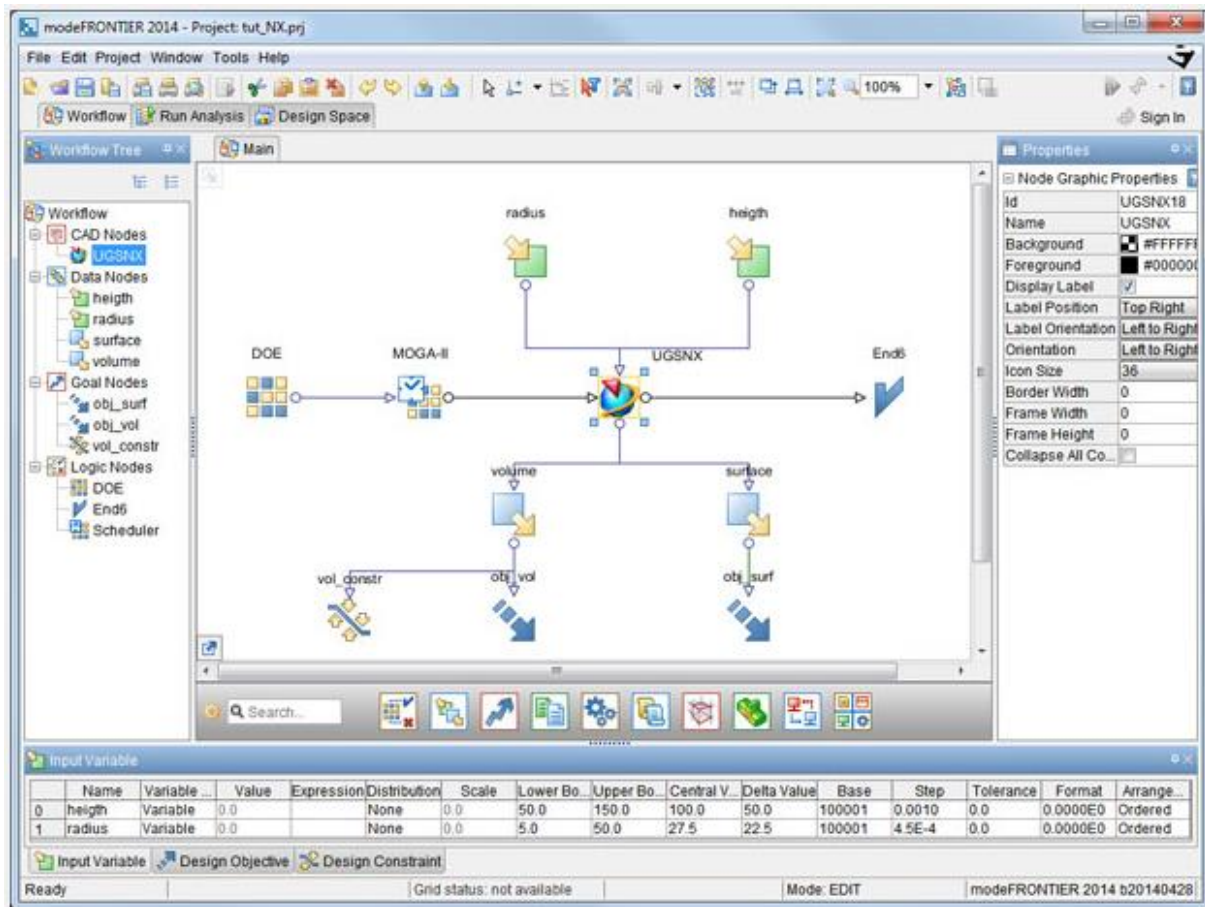 modeFRONTIER 2014 - Project: tut_NX.prj
File Edit Project Window Tools Help
100%
Workflow Run Analysis Design Space Sign In
Workflow Tree
Workflow
CAD Nodes
UGSNX
Data Nodes
heigth
radius
surface
volume
Goal Nodes
obj_surf
obj_vol
vol_constr
Logic Nodes
DOE
End6
Scheduler
Main
radius heigth
DOE MOGA-II UGSNX End6
volume surface
vol_constr obj_vol obj_surf
Search...
Properties
Node Graphic Properties
Id UGSNX18
Name UGSNX
Background #FFFFFF
Foreground #000000
Display Label
Label Position Top Right
Label Orientation Left to Right
Orientation Left to Right
Icon Size 36
Border Width 0
Frame Width 0
Frame Height 0
Collapse All Co...
Input Variable
Name Variable ... Value Expression Distribution Scale Lower Bo... Upper Bo... Central V... Delta Value Base Step Tolerance Format Arrange...
0 heigth Variable 0.0 None 0.0 50.0 150.0 100.0 50.0 100001 0.0010 0.0 0.0000E0 Ordered
1 radius Variable 0.0 None 0.0 5.0 50.0 27.5 22.5 100001 4.5E-4 0.0 0.0000E0 Ordered
Input Variable Design Objective Design Constraint
Ready Grid status: not available Mode: EDIT modeFRONTIER 2014 b20140428